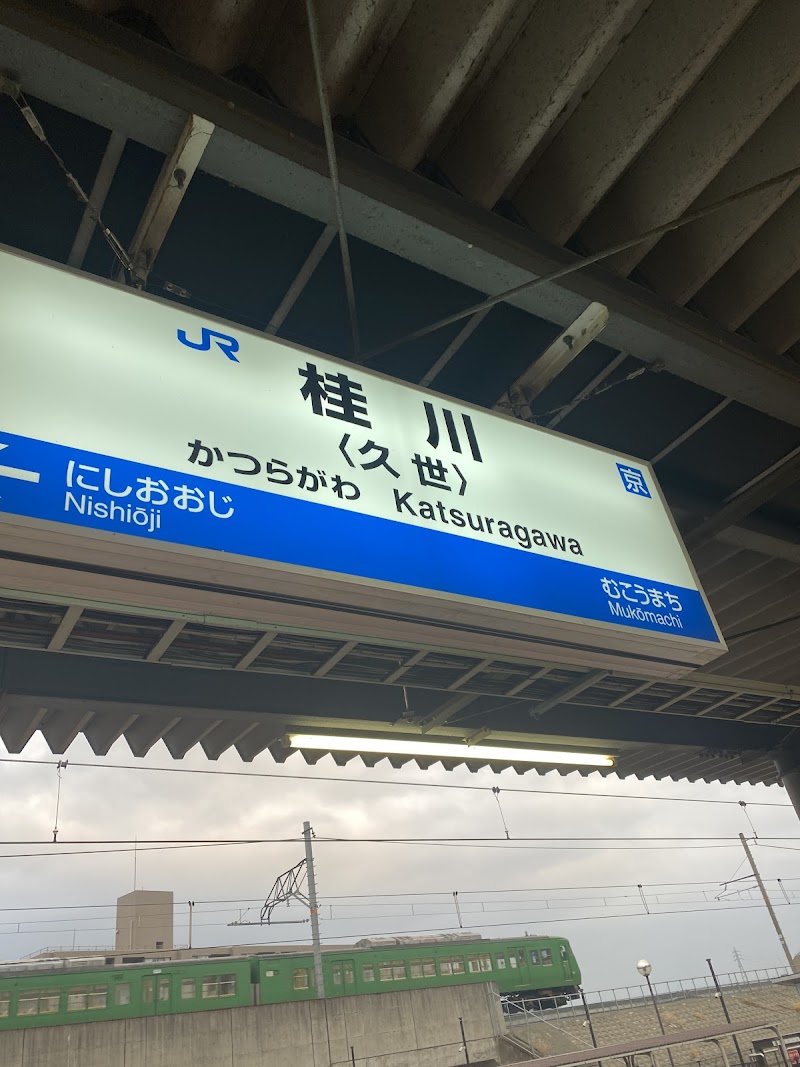 JR
桂川
〈久世〉
かつらがわ Katsuragawa
京
にしおおじ
Nishiōji
むこうまち
Mukōmachi